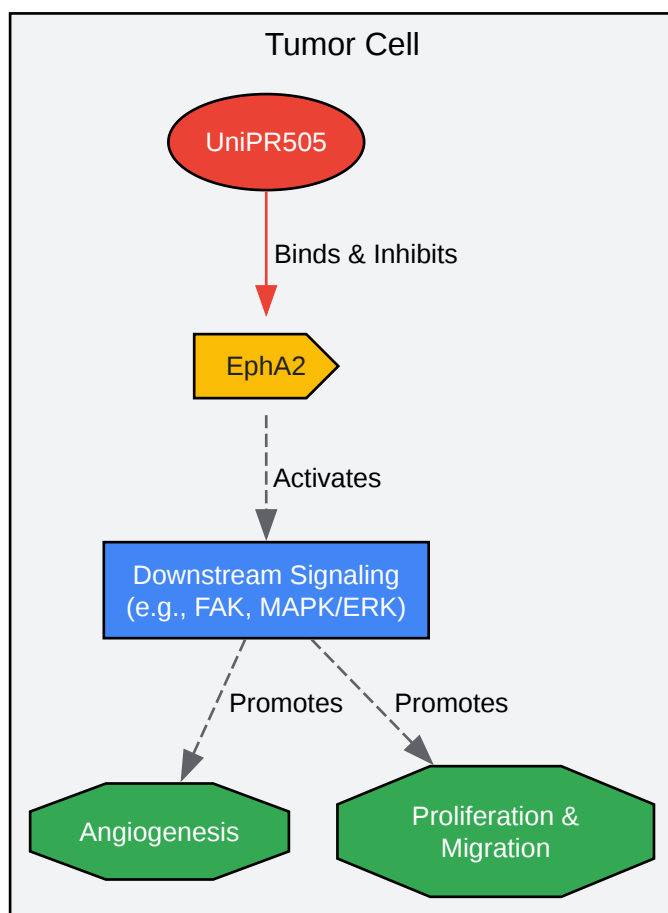 Tumor Cell
UniPR505
Binds & Inhibits
EphA2
Activates
Downstream Signaling
(e.g., FAK, MAPK/ERK)
Promotes
Promotes
Angiogenesis
Proliferation &
Migration